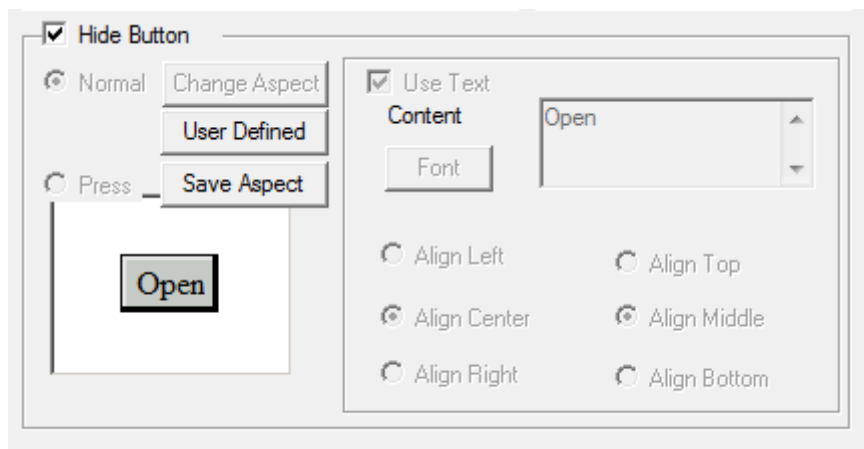 Hide Button
Normal
Change Aspect
User Defined
Press
Save Aspect
Open
Use Text
Content
Open
Font
Align Left
Align Top
Align Center
Align Middle
Align Right
Align Bottom